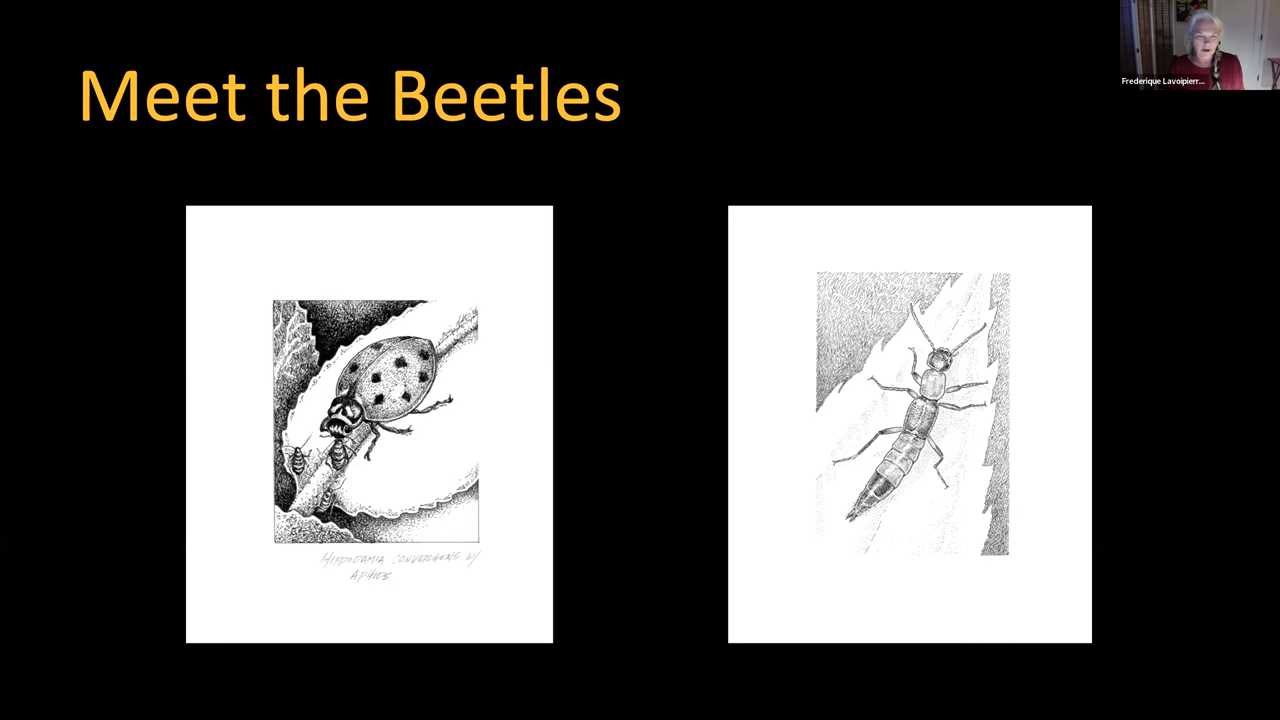 Meet the Beetles
Frederique Lavoipierr...
HIPPODAMIA CONVERGENS W/
APHIDS